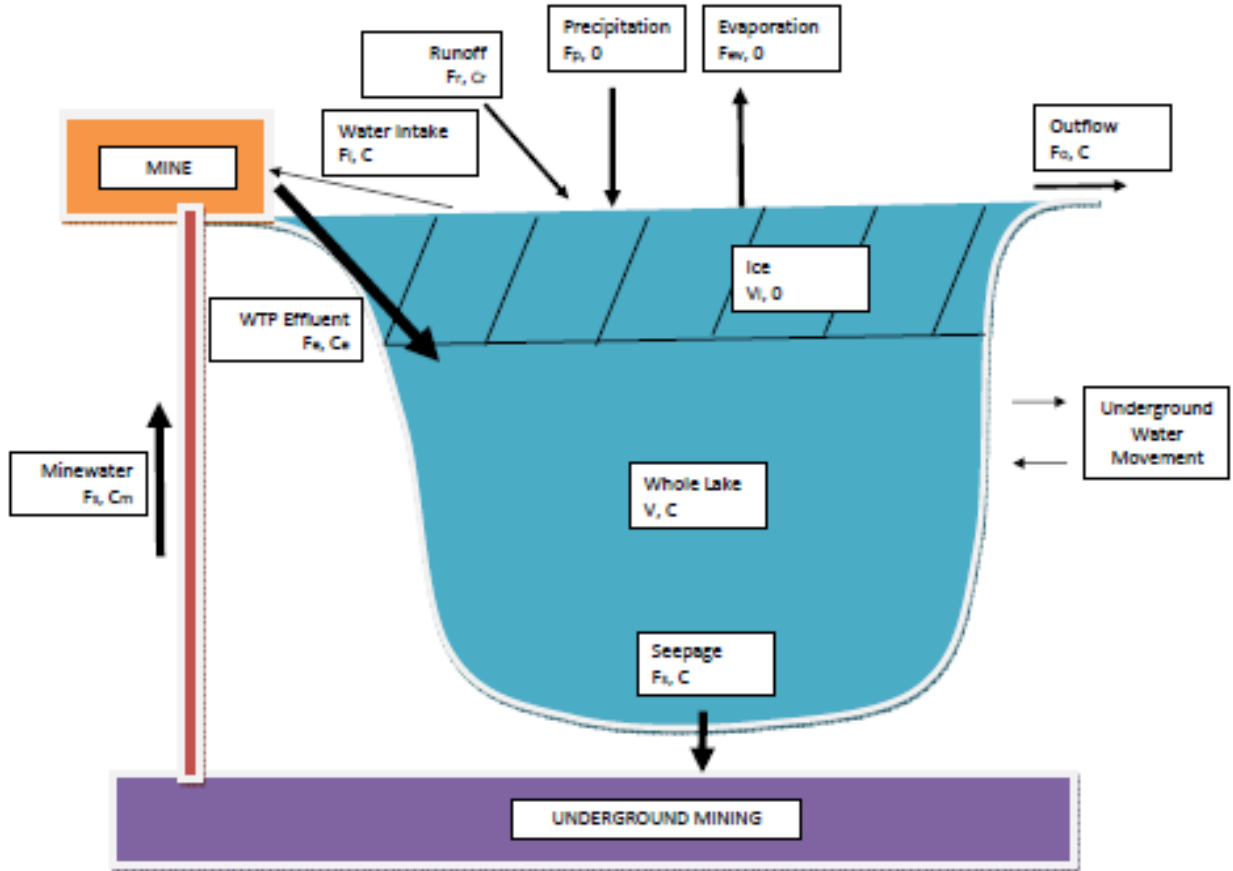 Precipitation
Fp, 0
Evaporation
Fev, 0
Runoff
Fr, Cr
Water Intake
Fi, C
Outflow
Fo, C
MINE
Ice
Vi, 0
WTP Effluent
Fe, Ce
Underground
Water
Movement
Minewater
Fs, Cm
Whole Lake
V, C
Seepage
Fs, C
UNDERGROUND MINING